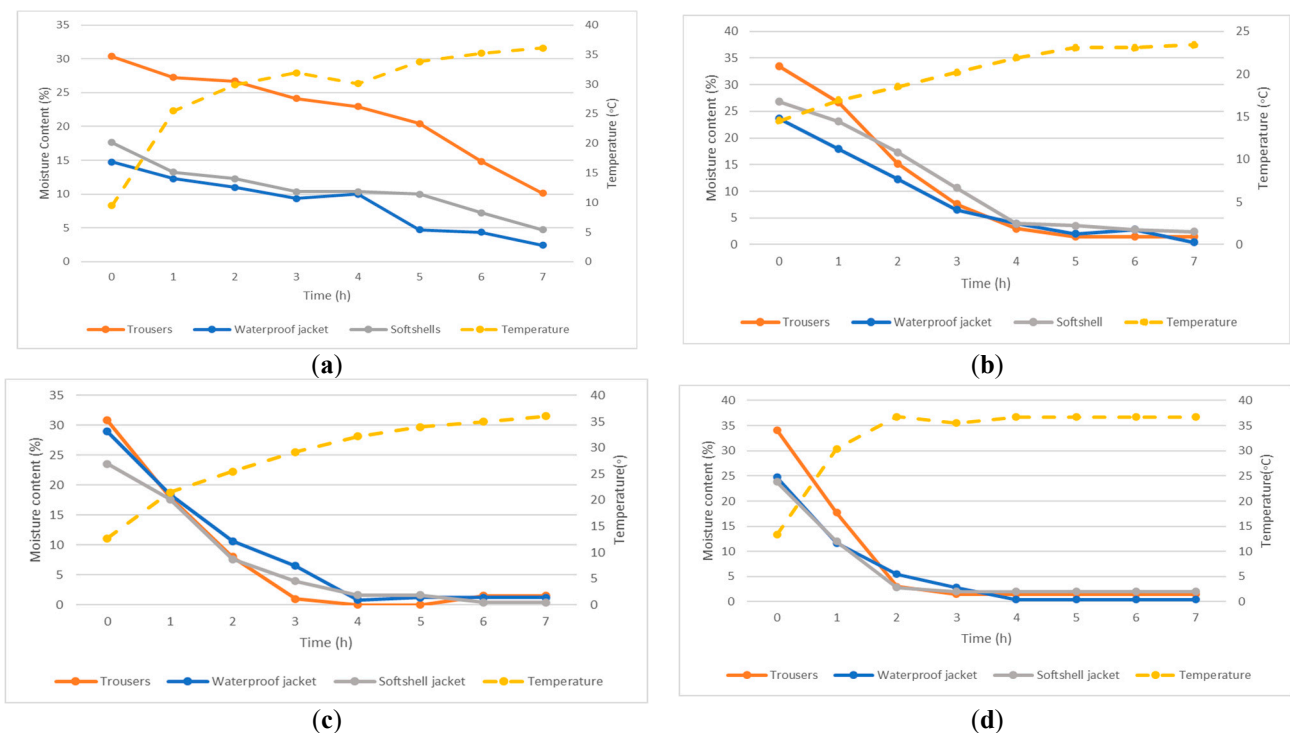 35
30
25
20
15
10
5
0
Moisture Content (%)
40
35
30
25
20
15
10
5
0
Temperature (°C)
0 1 2 3 4 5 6 7
Time (h)
Trousers Waterproof jacket Softshells Temperature
(a)
40
35
30
25
20
15
10
5
0
Moisture content (%)
25
20
15
10
5
0
Temperature (°C)
0 1 2 3 4 5 6 7
Time (h)
Trousers Waterproof jacket Softshell Temperature
(b)
35
30
25
20
15
10
5
0
Moisture content (%)
40
35
30
25
20
15
10
5
0
Temperature(°)
0 1 2 3 4 5 6 7
Time (h)
Trousers Waterproof jacket Softshell jacket Temperature
(c)
40
35
30
25
20
15
10
5
0
Moisture content (%)
40
35
30
25
20
15
10
5
0
Temperature(°C)
0 1 2 3 4 5 6 7
Time (h)
Trousers Waterproof jacket Softshell jacket Temperature
(d)